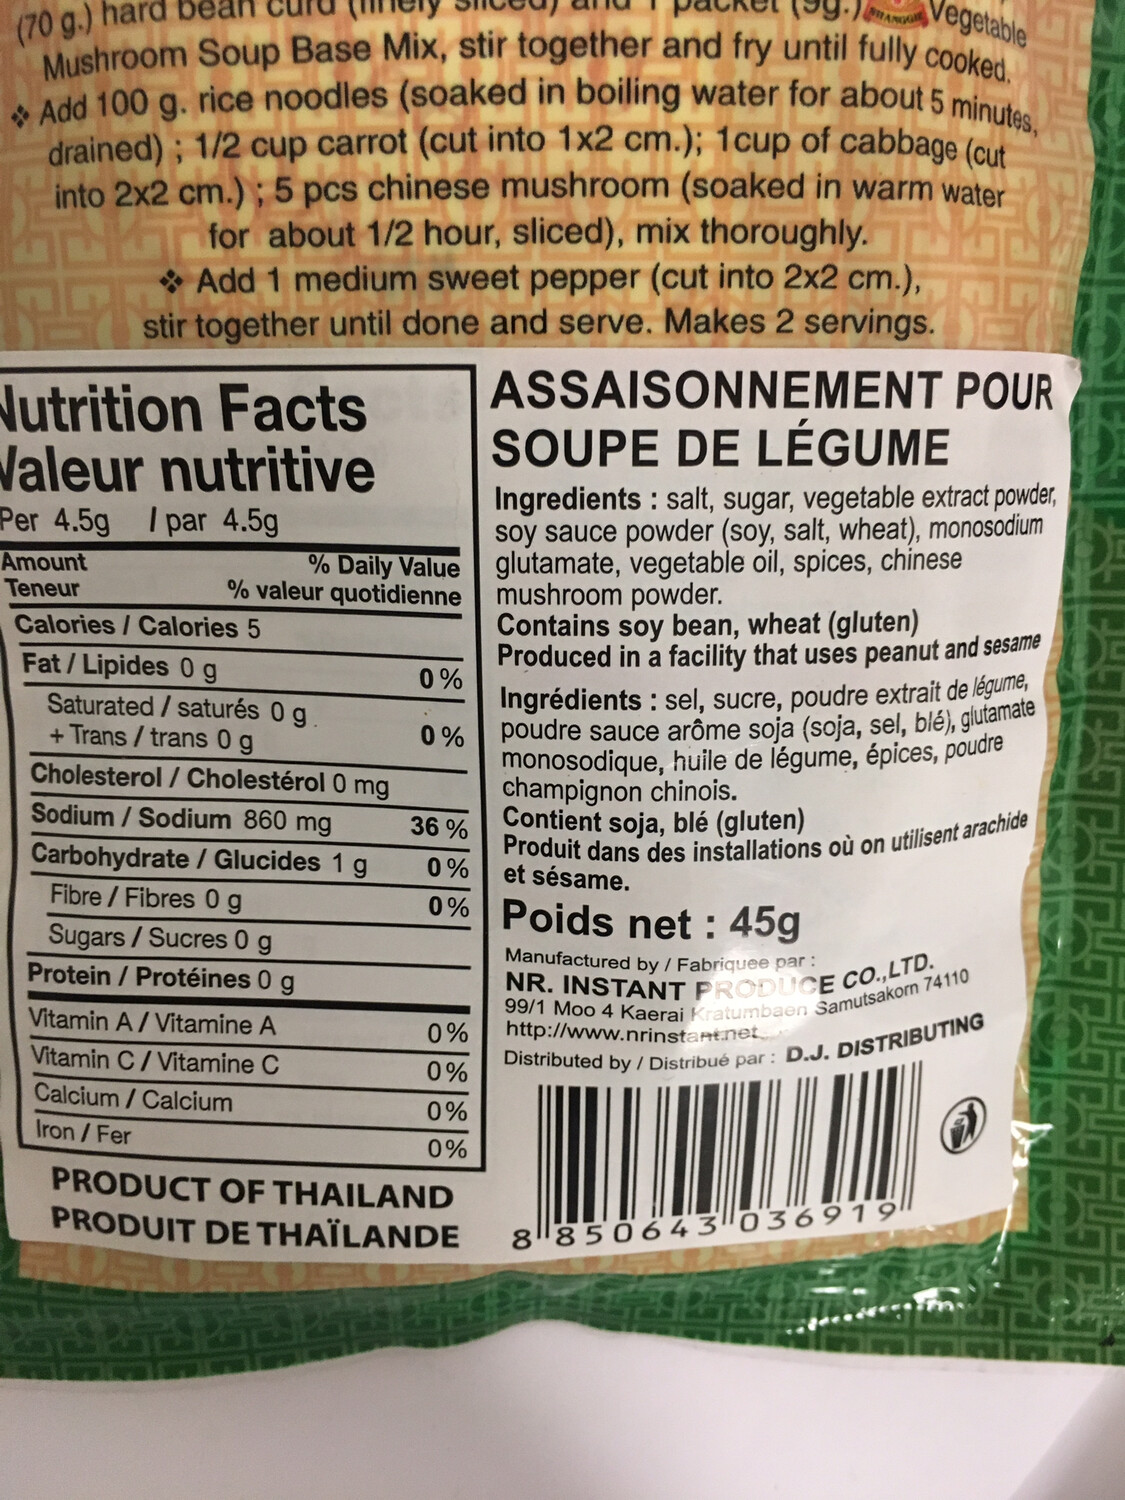 (70 g.) hard bean curd (finely sliced) and 1 packet (9g.) SHANGGIE Vegetable
Mushroom Soup Base Mix, stir together and fry until fully cooked.
❖ Add 100 g. rice noodles (soaked in boiling water for about 5 minutes,
drained) ; 1/2 cup carrot (cut into 1x2 cm.); 1cup of cabbage (cut
into 2x2 cm.) ; 5 pcs chinese mushroom (soaked in warm water
for about 1/2 hour, sliced), mix thoroughly.
❖ Add 1 medium sweet pepper (cut into 2x2 cm.),
stir together until done and serve. Makes 2 servings.
Nutrition Facts
Valeur nutritive
Per 4.5g / par 4.5g
Amount % Daily Value
Teneur % valeur quotidienne
Calories / Calories 5
Fat / Lipides 0 g 0 %
Saturated / saturés 0 g
+ Trans / trans 0 g 0 %
Cholesterol / Cholestérol 0 mg
Sodium / Sodium 860 mg 36 %
Carbohydrate / Glucides 1 g 0 %
Fibre / Fibres 0 g 0 %
Sugars / Sucres 0 g
Protein / Protéines 0 g
Vitamin A / Vitamine A 0 %
Vitamin C / Vitamine C 0 %
Calcium / Calcium 0 %
Iron / Fer 0 %
PRODUCT OF THAILAND
PRODUIT DE THAÏLANDE
ASSAISONNEMENT POUR
SOUPE DE LÉGUME
Ingredients : salt, sugar, vegetable extract powder,
soy sauce powder (soy, salt, wheat), monosodium
glutamate, vegetable oil, spices, chinese
mushroom powder.
Contains soy bean, wheat (gluten)
Produced in a facility that uses peanut and sesame
Ingrédients : sel, sucre, poudre extrait de légume,
poudre sauce arôme soja (soja, sel, blé), glutamate
monosodique, huile de légume, épices, poudre
champignon chinois.
Contient soja, blé (gluten)
Produit dans des installations où on utilisent arachide
et sésame.
Poids net : 45g
Manufactured by / Fabriquee par :
NR. INSTANT PRODUCE CO.,LTD.
99/1 Moo 4 Kaerai Kratumbaen Samutsakorn 74110
http://www.nrinstant.net
Distributed by / Distribué par : D.J. DISTRIBUTING
8 850643 036919